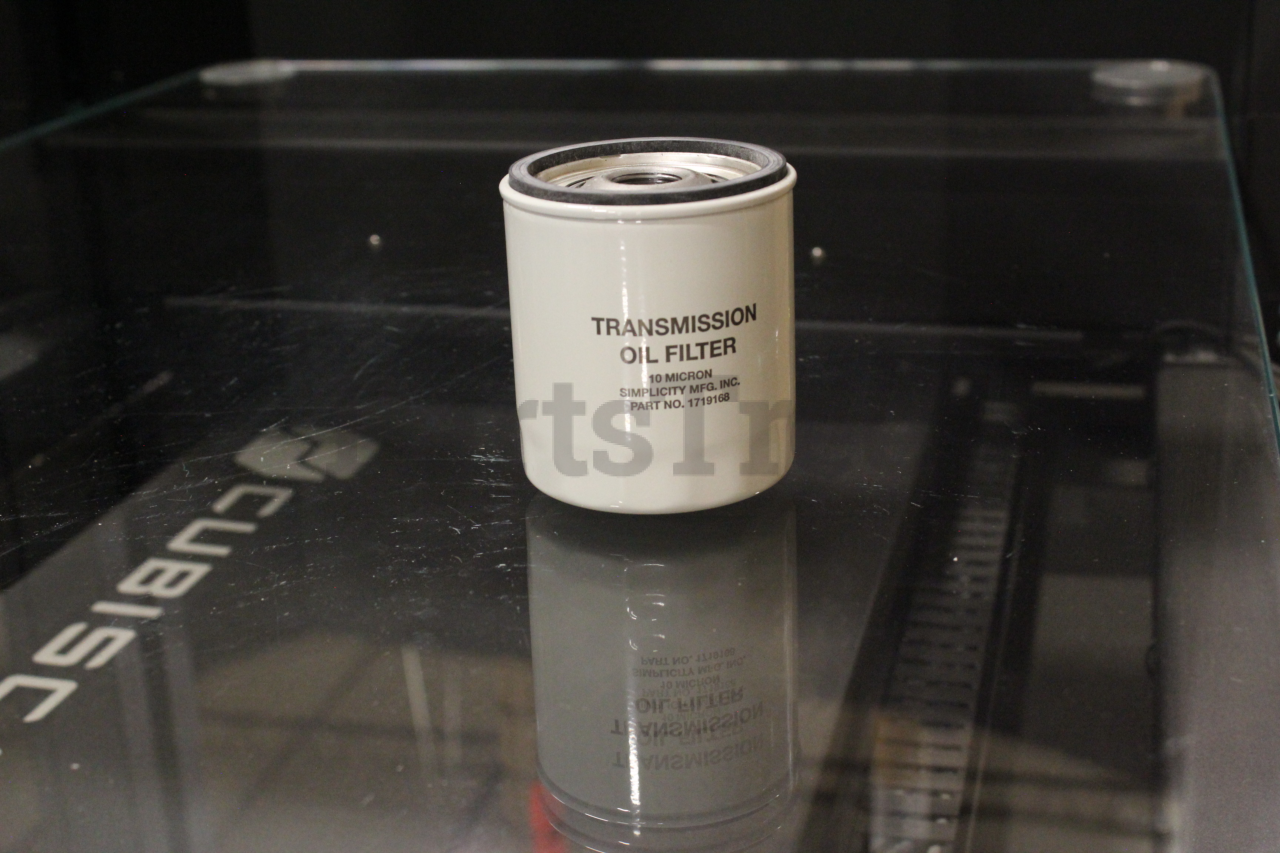 TRANSMISSION
OIL FILTER
10 MICRON
SIMPLICITY MFG. INC.
PART NO. 1719168
CUBISC